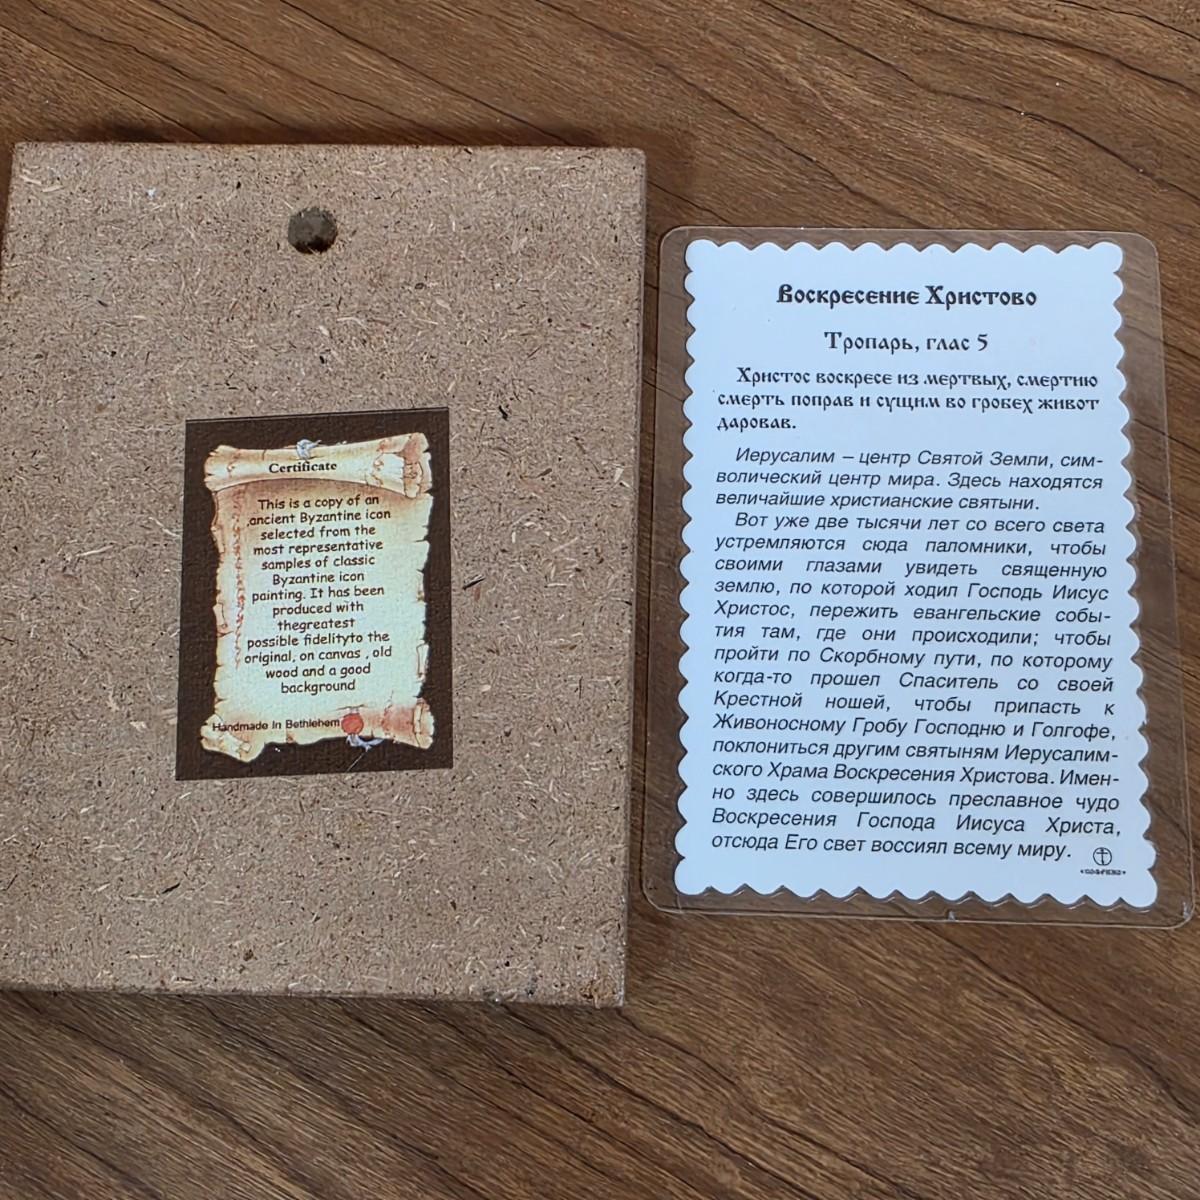 Certificate
This is a copy of an
,ancient Byzantine icon
selected from the
most representative
samples of classic
Byzantine icon
painting. It has been
produced with
thegreatest
possible fidelityto the
original, on canvas , old
wood and a good
background
Handmade In Bethlehem
Воскресение Христово
Тропарь, глас 5
Христос воскресе из мертвых, смертию
смерть поправ и сущим во гробех живот
даровав.
Иерусалим – центр Святой Земли, сим-
волический центр мира. Здесь находятся
величайшие христианские святыни.
Вот уже две тысячи лет со всего света
устремляются сюда паломники, чтобы
своими глазами увидеть священную
землю, по которой ходил Господь Иисус
Христос, пережить евангельские собы-
тия там, где они происходили; чтобы
пройти по Скорбному пути, по которому
когда-то прошел Спаситель со своей
Крестной ношей, чтобы припасть к
Живоносному Гробу Господню и Голгофе,
поклониться другим святыням Иерусалим-
ского Храма Воскресения Христова. Имен-
но здесь совершилось преславное чудо
Воскресения Господа Иисуса Христа,
отсюда Его свет воссиял всему миру.